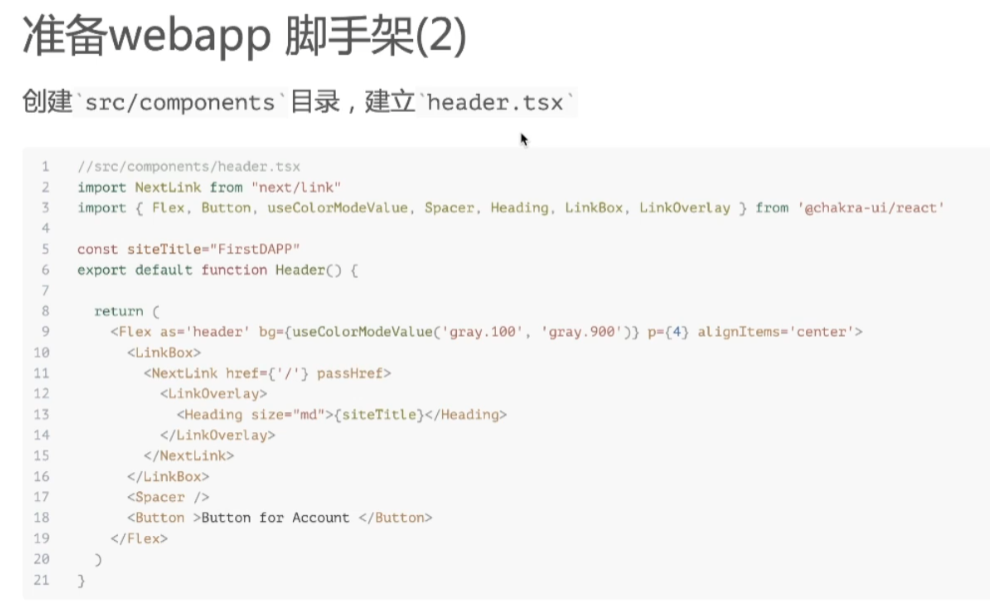 准备webapp 脚手架(2)
创建`src/components`目录，建立`header.tsx`
1 //src/components/header.tsx
2 import NextLink from "next/link"
3 import { Flex, Button, useColorModeValue, Spacer, Heading, LinkBox, LinkOverlay } from '@chakra-ui/react'
4
5 const siteTitle="FirstDAPP"
6 export default function Header() {
7
8   return (
9     <Flex as='header' bg={useColorModeValue('gray.100', 'gray.900')} p={4} alignItems='center'>
10       <LinkBox>
11         <NextLink href={'/'} passHref>
12           <LinkOverlay>
13             <Heading size="md">{siteTitle}</Heading>
14           </LinkOverlay>
15         </NextLink>
16       </LinkBox>
17       <Spacer />
18       <Button >Button for Account </Button>
19     </Flex>
20   )
21 }